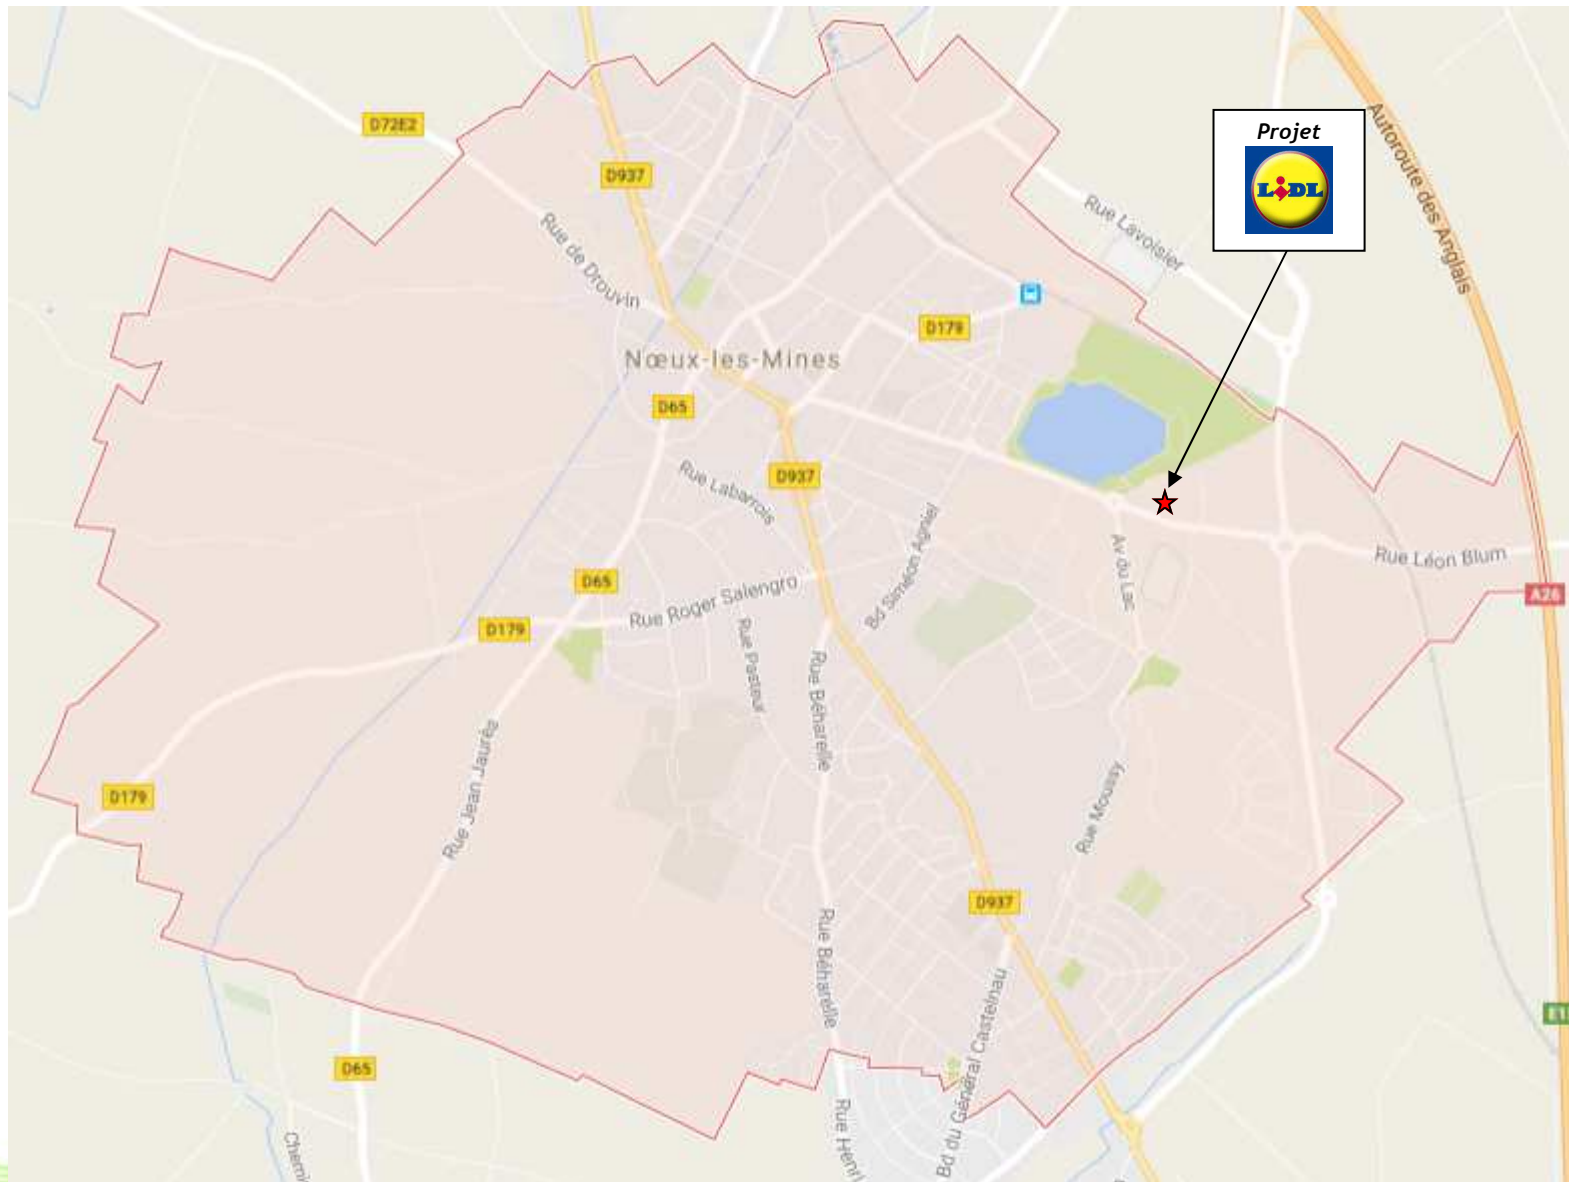 Projet
LIDL
D72E2
D937
Autoroute des Anglais
Rue Lavoisier
Rue de Drouvin
D179
Nœux-les-Mines
D65
Rue Labarrois
D937
Bd Siméon Agniel
Av du Lac
Rue Léon Blum
A26
D65
Rue Roger Salengro
D179
Rue Pasteur
Rue Béharelle
D179
Rue Jean Jaurès
Rue Moussy
D937
Rue Béharelle
Bd du Général Castelnau
E1
D65
Rue Henri
Chemi